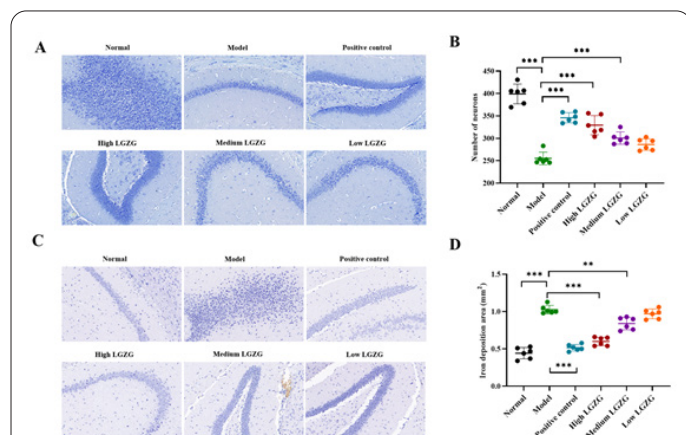 A
Normal Model Positive control
High LGZG Medium LGZG Low LGZG
B
***
***
***
***
Number of neurons
450
400
350
300
250
200
Normal
Model
Positive control
High LGZG
Medium LGZG
Low LGZG
C
Normal Model Positive control
High LGZG Medium LGZG Low LGZG
D
**
***
***
***
Iron deposition area (mm²)
1.5
1.0
0.5
0.0
Normal
Model
Positive control
High LGZG
Medium LGZG
Low LGZG